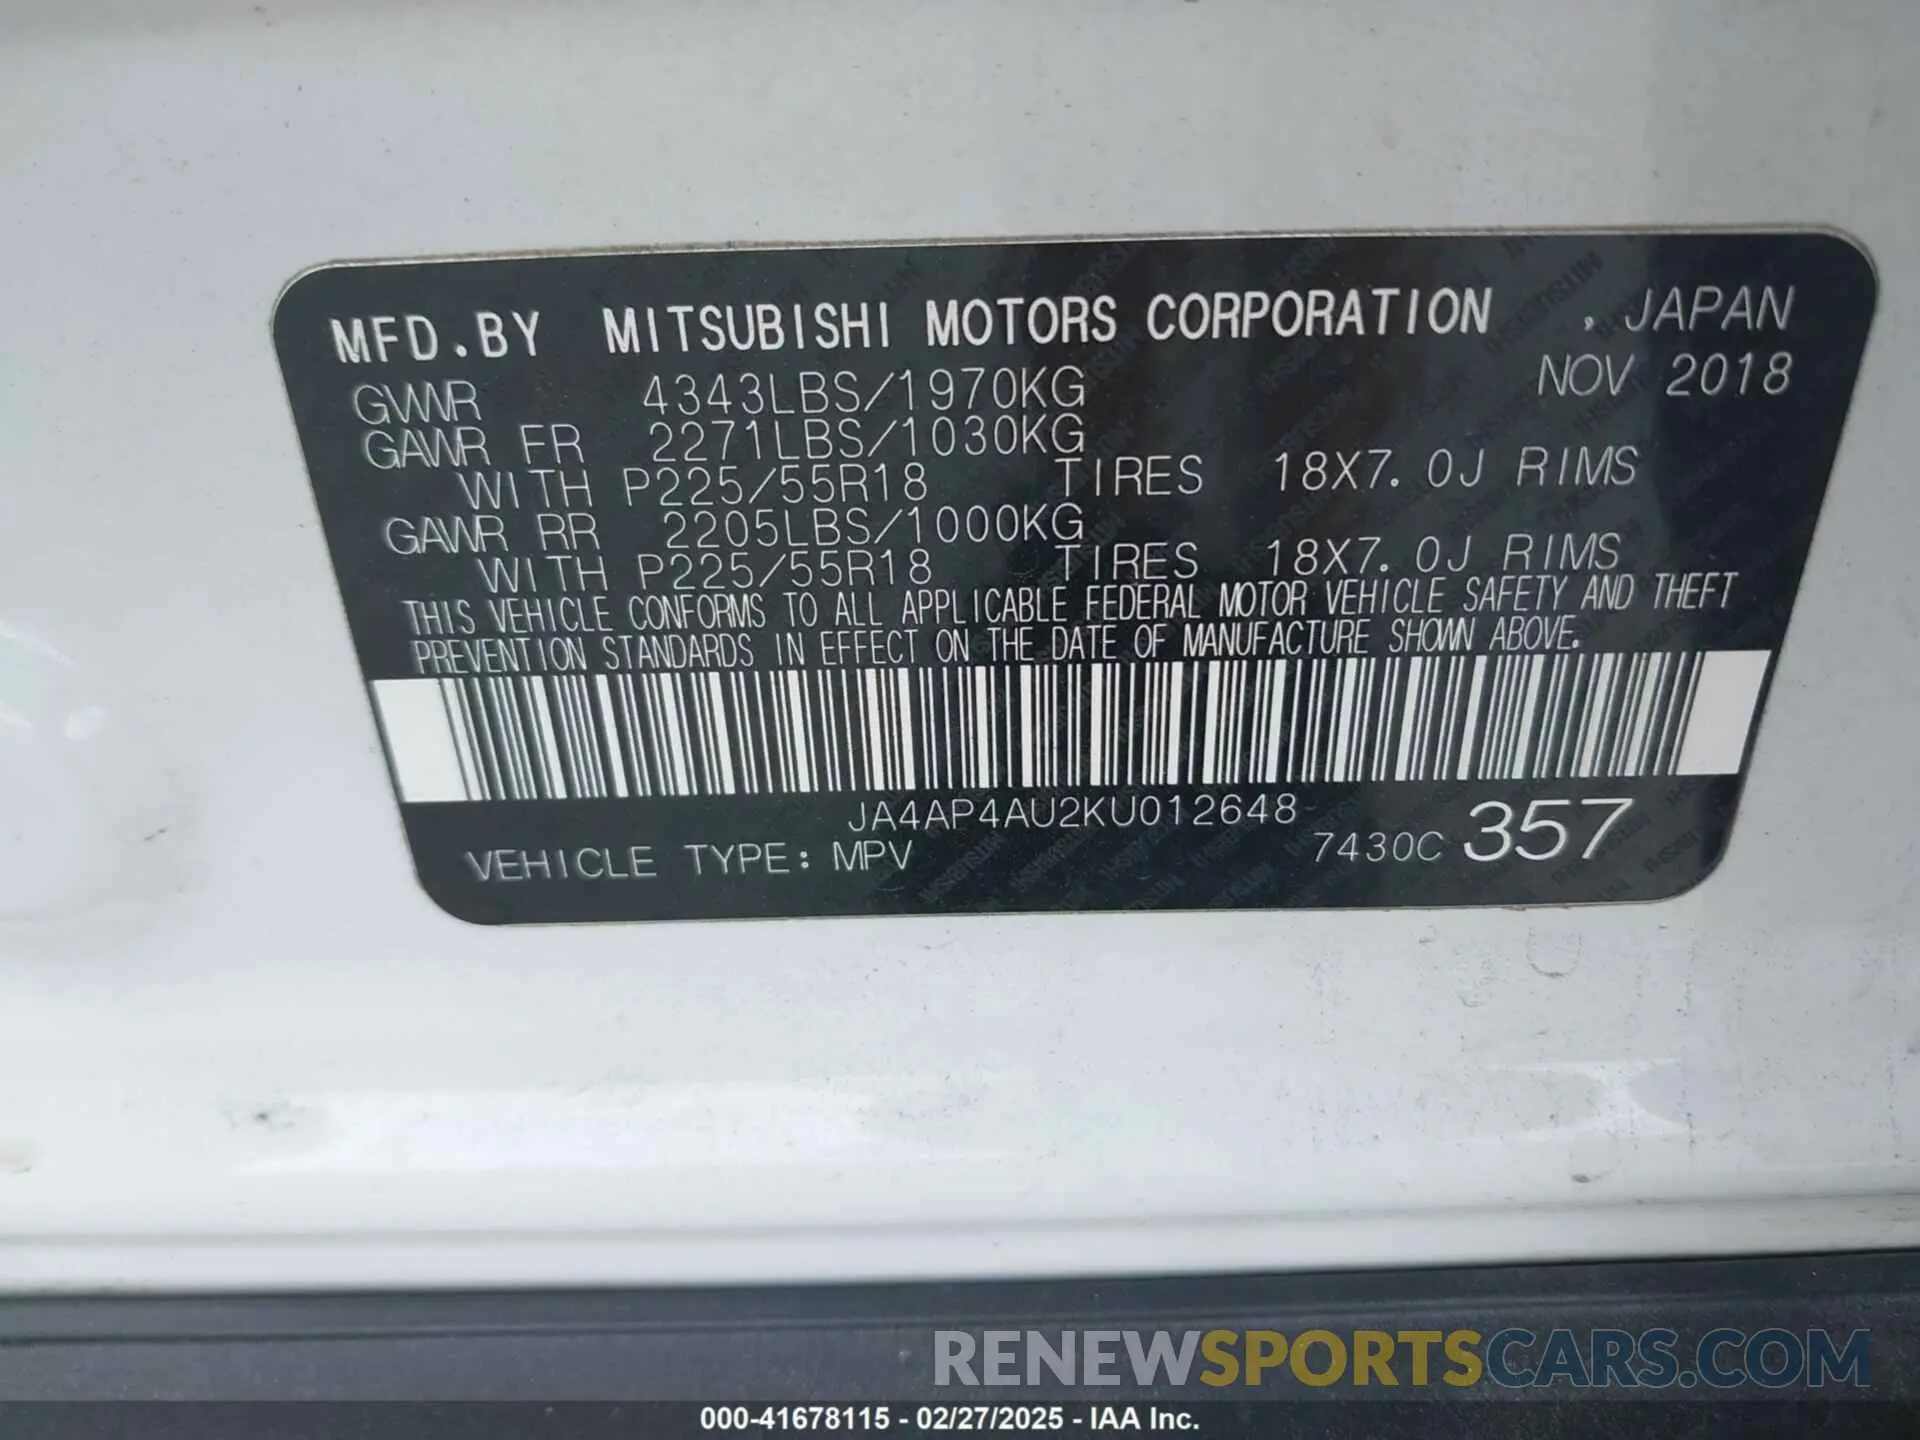 MFD.BY MITSUBISHI MOTORS CORPORATION , JAPAN
GVWR 4343LBS/1970KG NOV 2018
GAWR FR 2271LBS/1030KG
WITH P225/55R18 TIRES 18X7.0J RIMS
GAWR RR 2205LBS/1000KG
WITH P225/55R18 TIRES 18X7.0J RIMS
THIS VEHICLE CONFORMS TO ALL APPLICABLE FEDERAL MOTOR VEHICLE SAFETY AND THEFT
PREVENTION STANDARDS IN EFFECT ON THE DATE OF MANUFACTURE SHOWN ABOVE.
JA4AP4AU2KU012648
VEHICLE TYPE: MPV 7430C 357
RENEWSPORTSCARS.COM
000-41678115 - 02/27/2025 - IAA Inc.